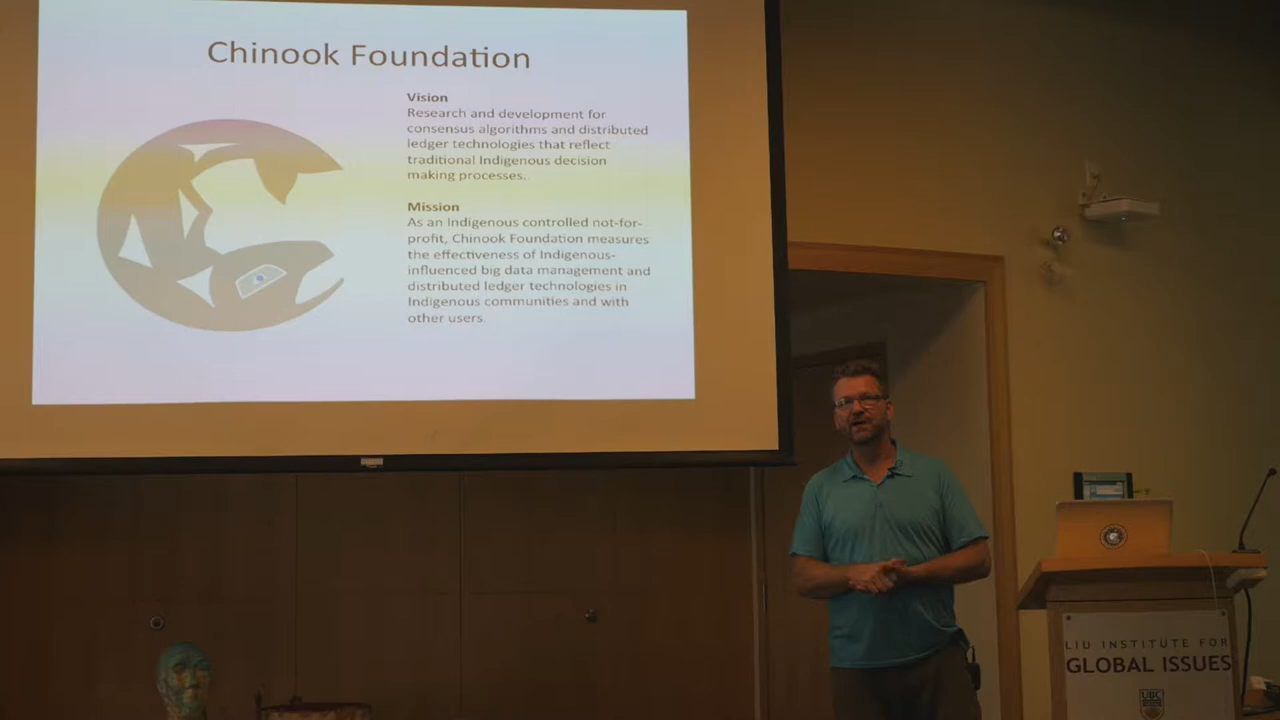 Chinook Foundation
Vision
Research and development for
consensus algorithms and distributed
ledger technologies that reflect
traditional Indigenous decision
making processes.
Mission
As an Indigenous controlled not-for-
profit, Chinook Foundation measures
the effectiveness of Indigenous-
influenced big data management and
distributed ledger technologies in
Indigenous communities and with
other users.
LIU INSTITUTE FOR
GLOBAL ISSUES
UBC